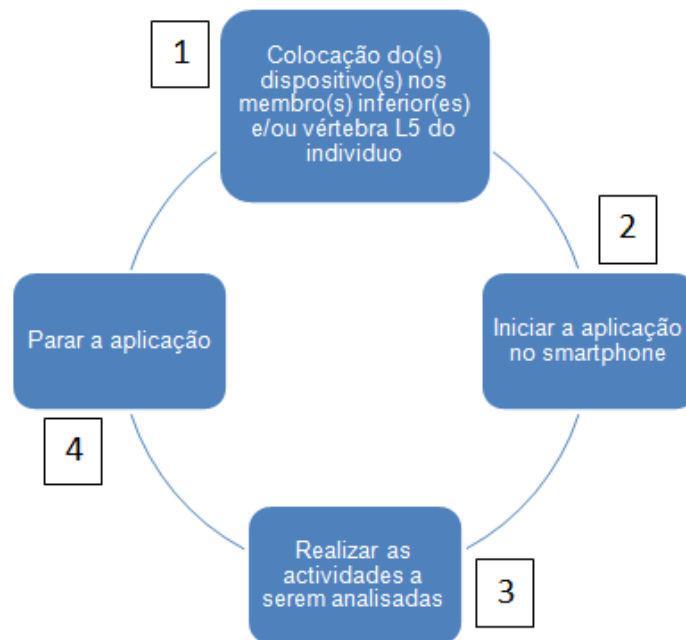 1
Colocação do(s)
dispositivo(s) nos
membro(s) inferior(es)
e/ou vértebra L5 do
individuo
2
Iniciar a aplicação
no smartphone
3
Realizar as
actividades a
serem analisadas
4
Parar a aplicação